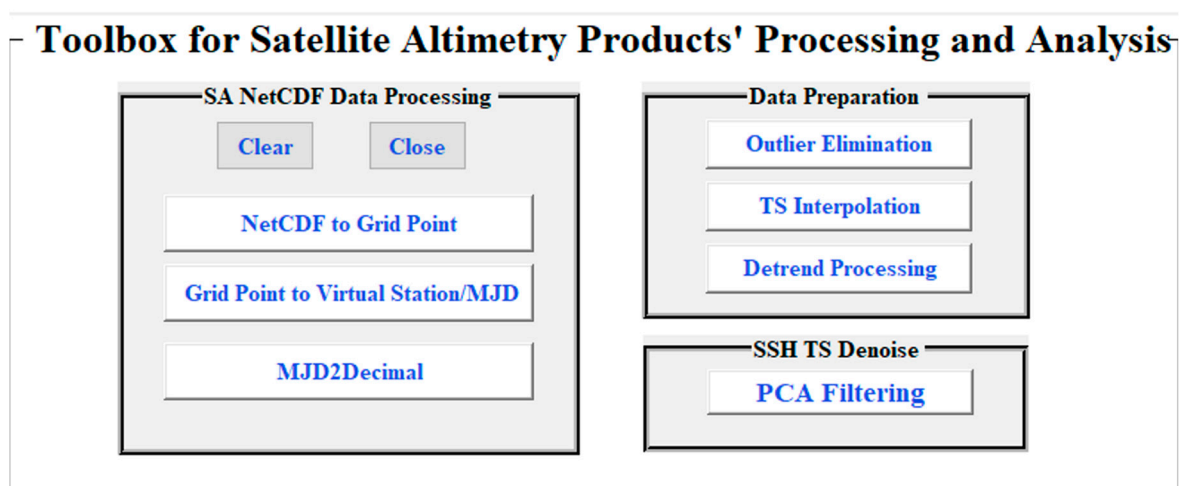 Toolbox for Satellite Altimetry Products' Processing and Analysis
SA NetCDF Data Processing
Clear
Close
NetCDF to Grid Point
Grid Point to Virtual Station/MJD
MJD2Decimal
Data Preparation
Outlier Elimination
TS Interpolation
Detrend Processing
SSH TS Denoise
PCA Filtering